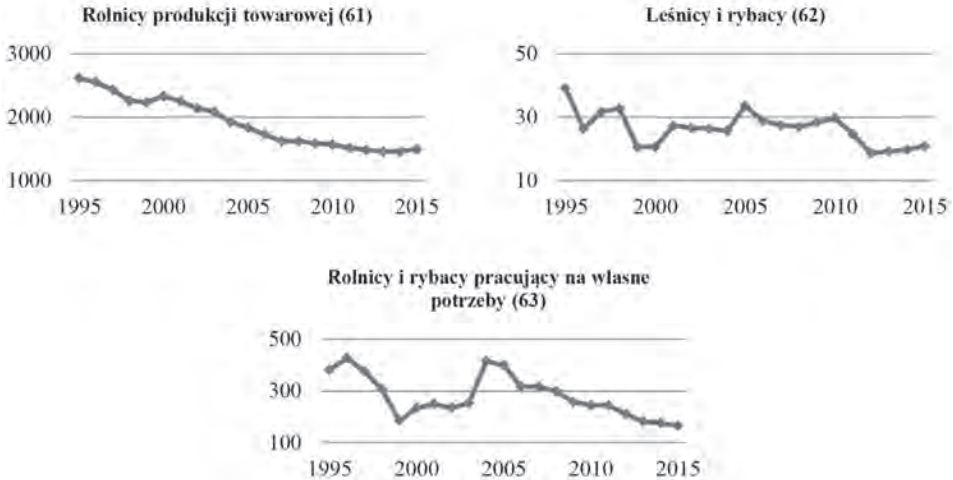 Rolnicy produkcji towarowej (61)
3000
2000
1000
1995 2000 2005 2010 2015
Leśnicy i rybacy (62)
50
30
10
1995 2000 2005 2010 2015
Rolnicy i rybacy pracujący na własne
potrzeby (63)
500
300
100
1995 2000 2005 2010 2015